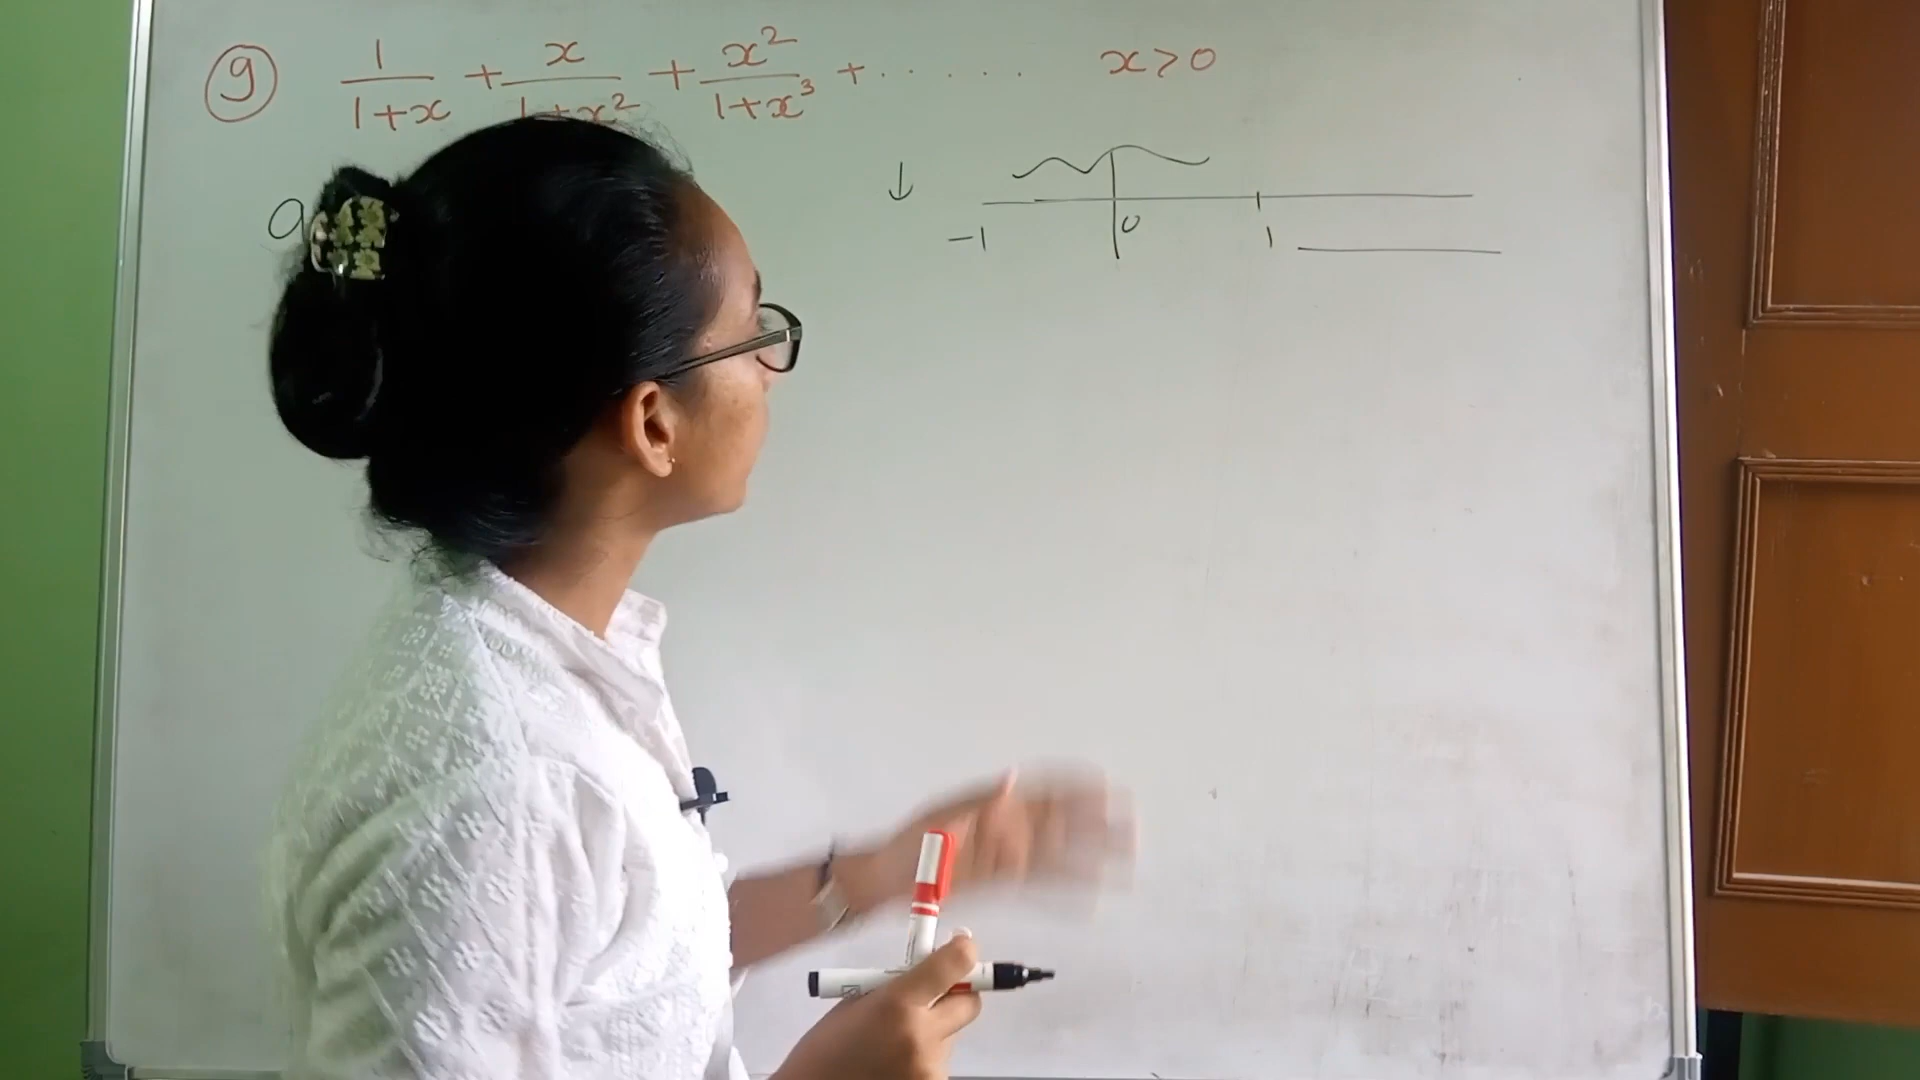 9 1/(1+x) + x/(1+x²) + x²/(1+x³) + ..... x>0
a
↓
-1 0 1